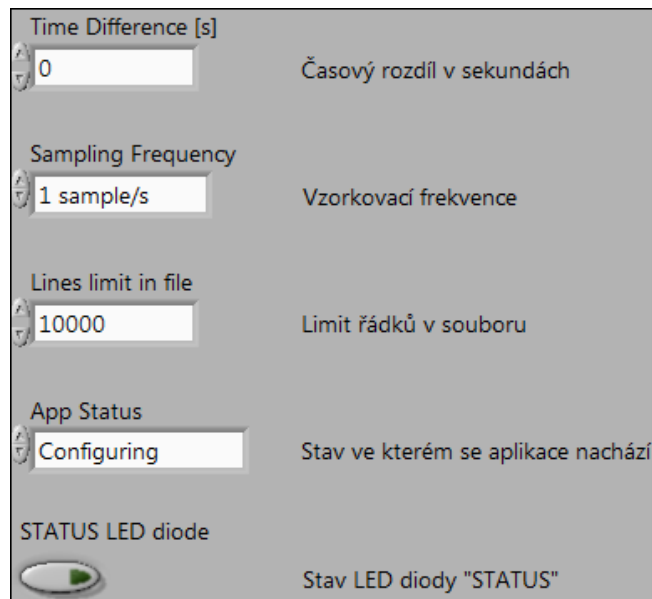 Time Difference [s]
0
Časový rozdíl v sekundách
Sampling Frequency
1 sample/s
Vzorkovací frekvence
Lines limit in file
10000
Limit řádků v souboru
App Status
Configuring
Stav ve kterém se aplikace nachází
STATUS LED diode
Stav LED diody "STATUS"